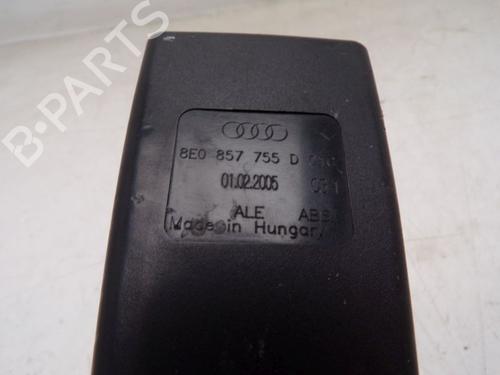 B-PARTS
8E0 857 755 D
01.02.2005
ALE ABS
Made in Hungary